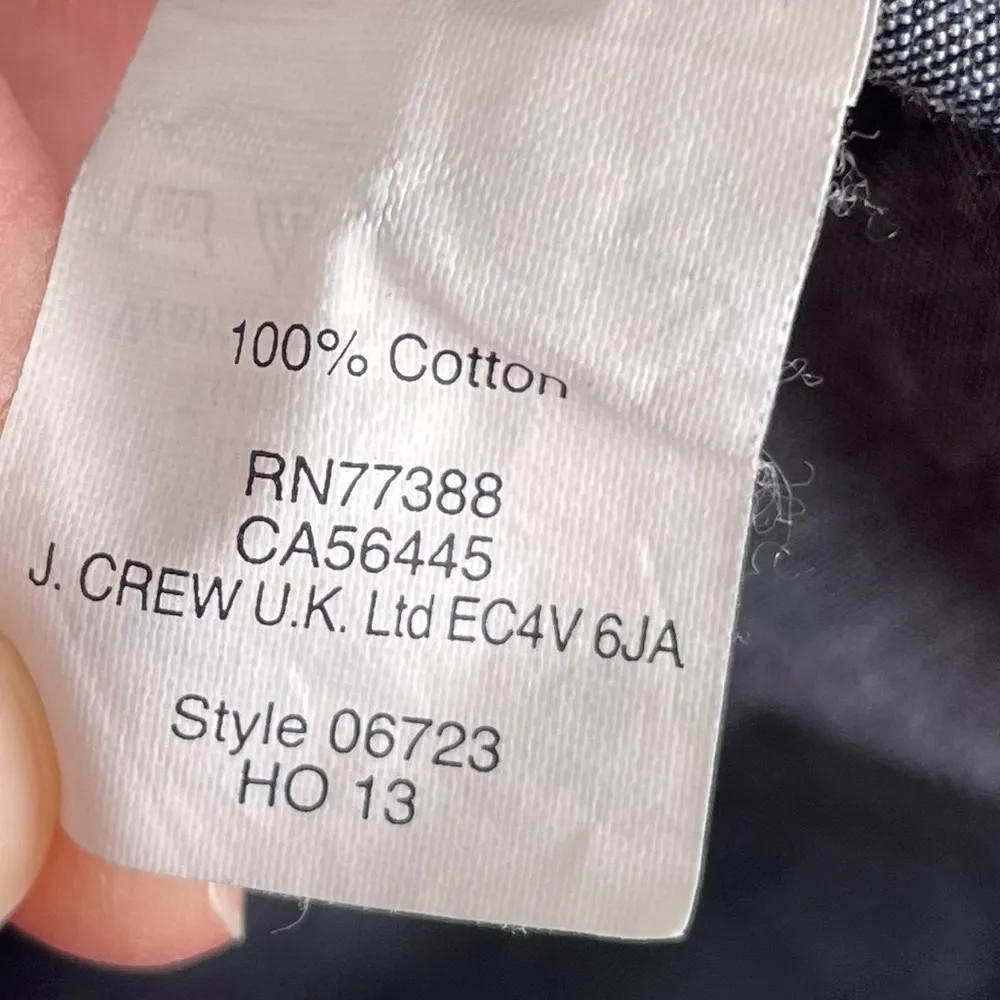 100% Cotton
RN77388
CA56445
J. CREW U.K. Ltd EC4V 6JA
Style 06723
HO 13